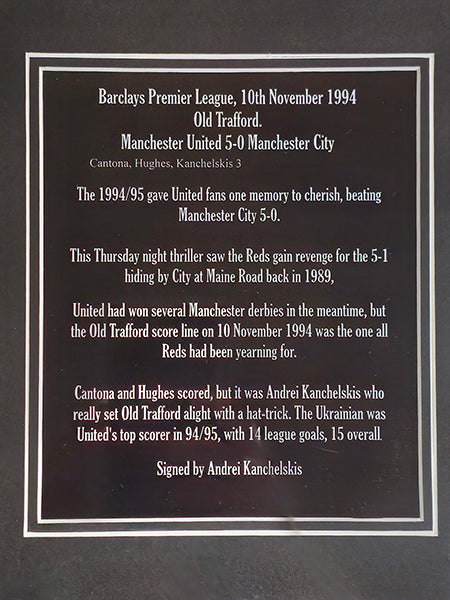 Barclays Premier League, 10th November 1994
Old Trafford.
Manchester United 5-0 Manchester City
Cantona, Hughes, Kanchelskis 3
The 1994/95 gave United fans one memory to cherish, beating
Manchester City 5-0.
This Thursday night thriller saw the Reds gain revenge for the 5-1
hiding by City at Maine Road back in 1989,
United had won several Manchester derbies in the meantime, but
the Old Trafford score line on 10 November 1994 was the one all
Reds had been yearning for.
Cantona and Hughes scored, but it was Andrei Kanchelskis who
really set Old Trafford alight with a hat-trick. The Ukrainian was
United's top scorer in 94/95, with 14 league goals, 15 overall.
Signed by Andrei Kanchelskis